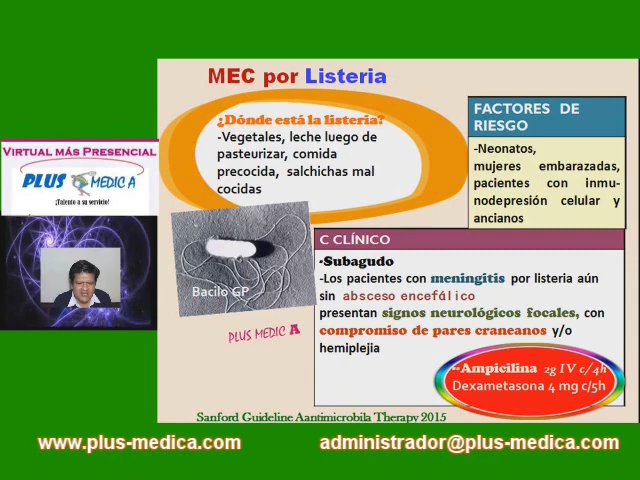 MEC por Listeria
¿Dónde está la listeria?
-Vegetales, leche luego de
pasteurizar, comida
precocida, salchichas mal
cocidas
FACTORES DE
RIESGO
-Neonatos,
mujeres embarazadas,
pacientes con inmu-
nodepresión celular y
ancianos
VIRTUAL MÁS PRESENCIAL
PLUS MEDIC A
¡Talento a su servicio!
Bacilo GP
PLUS MEDIC A
C CLÍNICO
•Subagudo
-Los pacientes con meningitis por listeria aún
sin absceso encefálico
presentan signos neurológicos focales, con
compromiso de pares craneanos y/o
hemiplejia
Ampicilina 2g IV c/4h
Dexametasona 4 mg c/5h
Sanford Guideline Aantimicrobila Therapy 2015
www.plus-medica.com
administrador@plus-medica.com